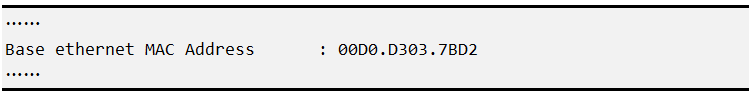 ......
Base ethernet MAC Address       : 00D0.D303.7BD2
......